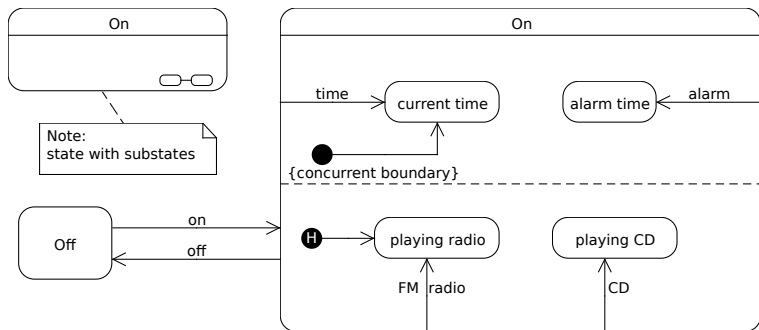 On
On
time
current time
alarm time
alarm
Note:
state with substates
{concurrent boundary}
on
Off
off
H
playing radio
playing CD
FM radio
CD